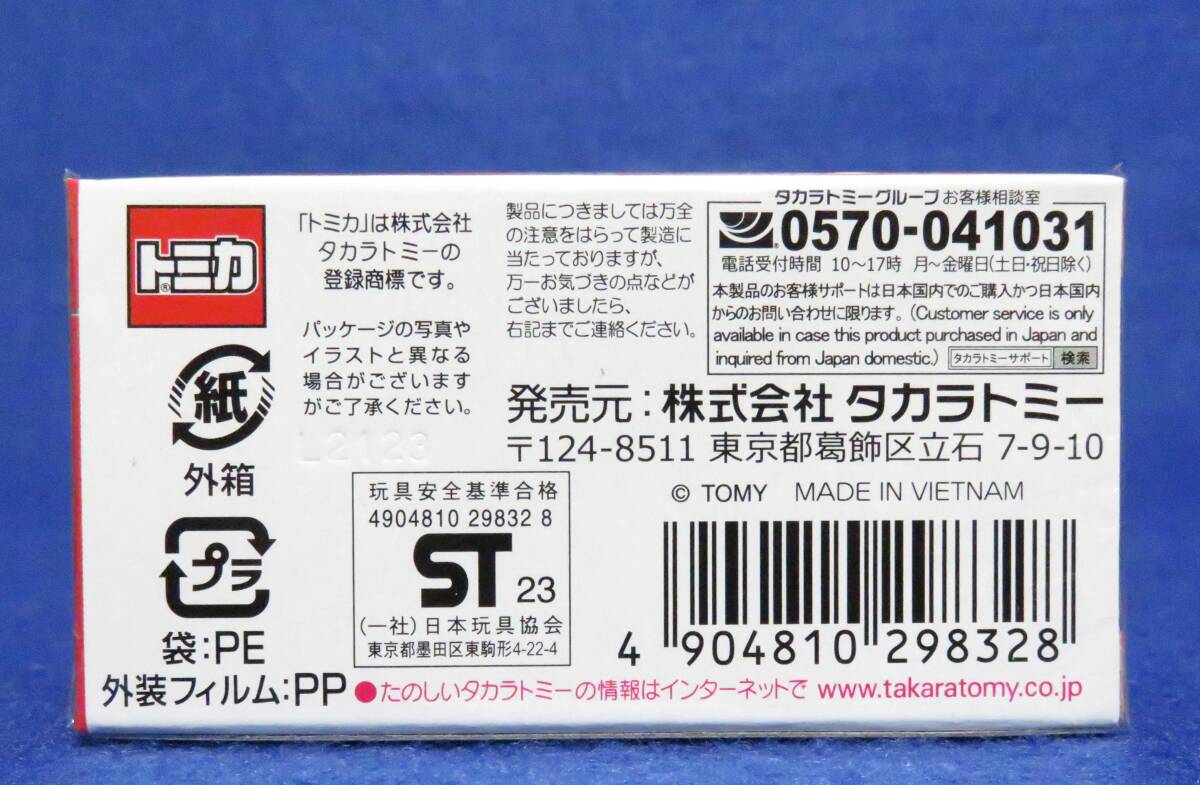 トミカ®
紙
外箱
プラ
袋:PE
外装フィルム:PP
「トミカ」は株式会社
タカラトミーの
登録商標です。
パッケージの写真や
イラストと異なる
場合がございます
がご了承ください。
L2123
製品につきましては万全
の注意をはらって製造に
当たっておりますが、
万一お気づきの点などが
ございましたら、
右記までご連絡ください。
タカラトミーグループ お客様相談室
0570-041031
電話受付時間 10〜17時 月〜金曜日(土日・祝日除く)
本製品のお客様サポートは日本国内でのご購入かつ日本国内
からのお問い合わせに限ります。(Customer service is only
available in case this product purchased in Japan and
inquired from Japan domestic.) タカラトミーサポート 検索
発売元:株式会社 タカラトミー
〒124-8511 東京都葛飾区立石 7-9-10
© TOMY MADE IN VIETNAM
玩具安全基準合格
4904810 29832 8
ST 23
(一社)日本玩具協会
東京都墨田区東駒形4-22-4
4 904810 298328
●たのしいタカラトミーの情報はインターネットで www.takaratomy.co.jp